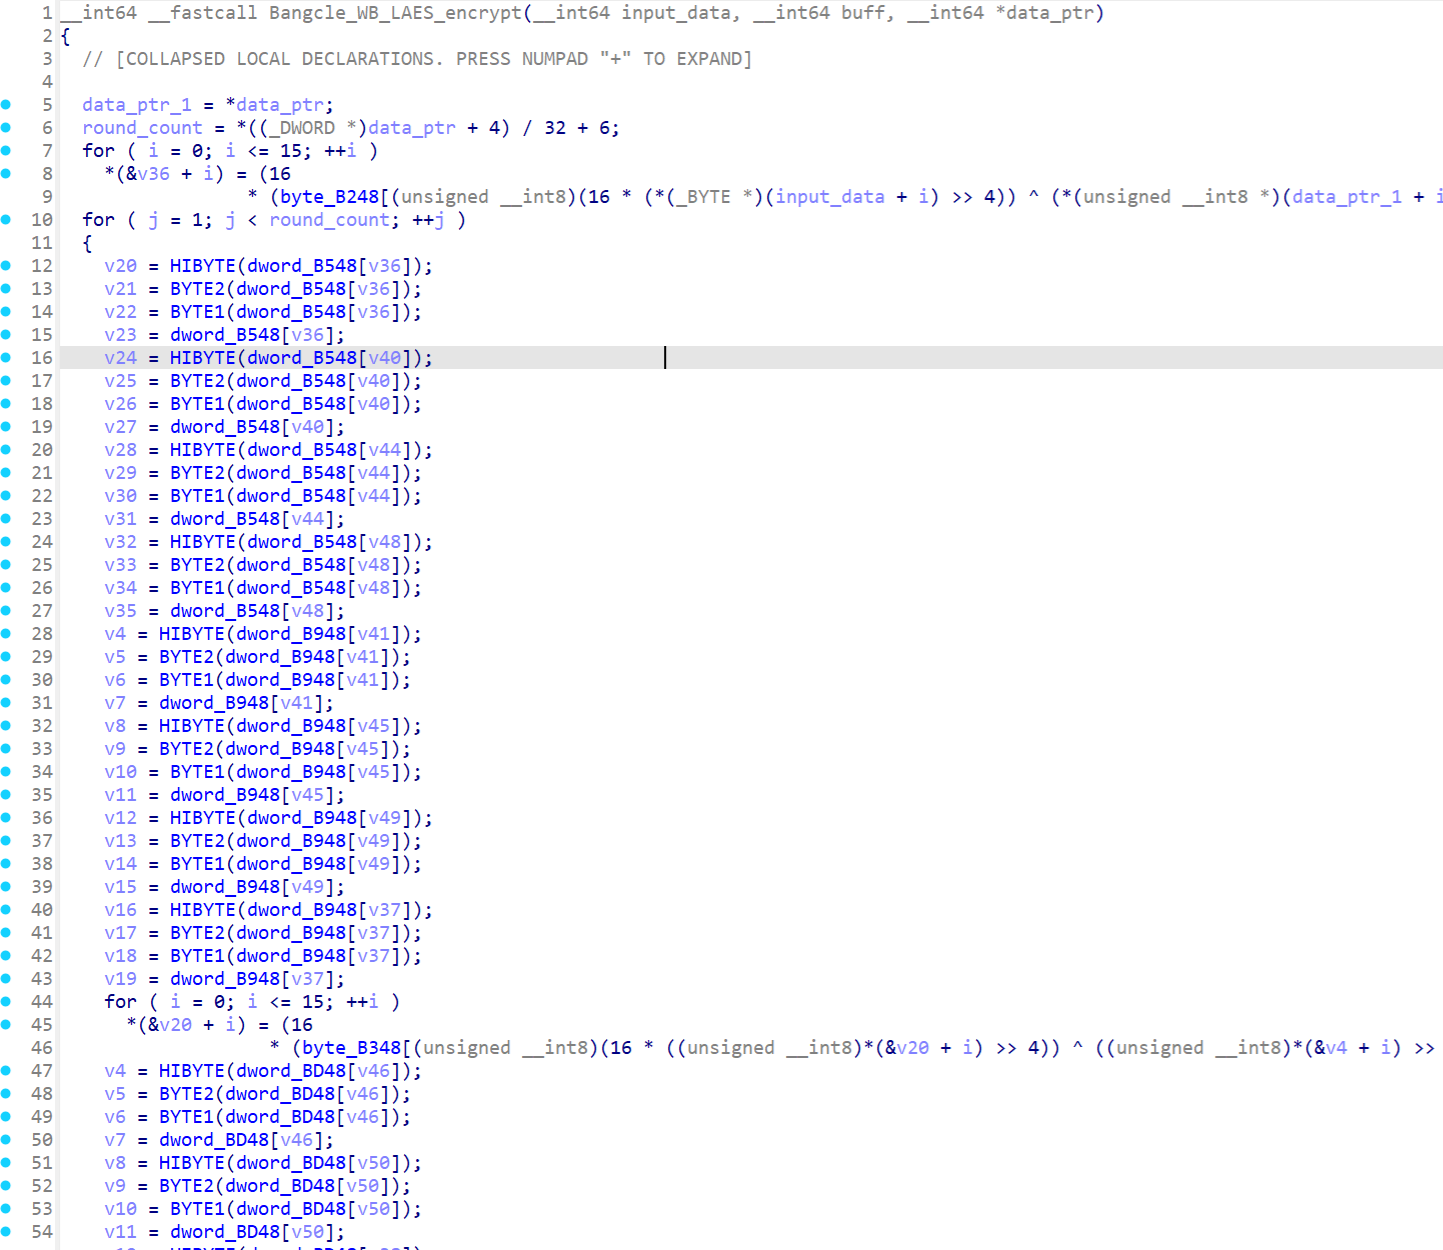 1 __int64 __fastcall Bangcle_WB_LAES_encrypt(__int64 input_data, __int64 buff, __int64 *data_ptr)
2 {
3   // [COLLAPSED LOCAL DECLARATIONS. PRESS NUMPAD "+" TO EXPAND]
4
5   data_ptr_1 = *data_ptr;
6   round_count = *((_DWORD *)data_ptr + 4) / 32 + 6;
7   for ( i = 0; i <= 15; ++i )
8     *(&v36 + i) = (16
9                  * (byte_B248[(unsigned __int8)(16 * (*(_BYTE *)(input_data + i) >> 4)) ^ (*(unsigned __int8 *)(data_ptr_1 + i
10   for ( j = 1; j < round_count; ++j )
11   {
12     v20 = HIBYTE(dword_B548[v36]);
13     v21 = BYTE2(dword_B548[v36]);
14     v22 = BYTE1(dword_B548[v36]);
15     v23 = dword_B548[v36];
16     v24 = HIBYTE(dword_B548[v40]);
17     v25 = BYTE2(dword_B548[v40]);
18     v26 = BYTE1(dword_B548[v40]);
19     v27 = dword_B548[v40];
20     v28 = HIBYTE(dword_B548[v44]);
21     v29 = BYTE2(dword_B548[v44]);
22     v30 = BYTE1(dword_B548[v44]);
23     v31 = dword_B548[v44];
24     v32 = HIBYTE(dword_B548[v48]);
25     v33 = BYTE2(dword_B548[v48]);
26     v34 = BYTE1(dword_B548[v48]);
27     v35 = dword_B548[v48];
28     v4 = HIBYTE(dword_B948[v41]);
29     v5 = BYTE2(dword_B948[v41]);
30     v6 = BYTE1(dword_B948[v41]);
31     v7 = dword_B948[v41];
32     v8 = HIBYTE(dword_B948[v45]);
33     v9 = BYTE2(dword_B948[v45]);
34     v10 = BYTE1(dword_B948[v45]);
35     v11 = dword_B948[v45];
36     v12 = HIBYTE(dword_B948[v49]);
37     v13 = BYTE2(dword_B948[v49]);
38     v14 = BYTE1(dword_B948[v49]);
39     v15 = dword_B948[v49];
40     v16 = HIBYTE(dword_B948[v37]);
41     v17 = BYTE2(dword_B948[v37]);
42     v18 = BYTE1(dword_B948[v37]);
43     v19 = dword_B948[v37];
44     for ( i = 0; i <= 15; ++i )
45       *(&v20 + i) = (16
46                    * (byte_B348[(unsigned __int8)(16 * ((unsigned __int8)*(&v20 + i) >> 4)) ^ ((unsigned __int8)*(&v4 + i) >>
47     v4 = HIBYTE(dword_BD48[v46]);
48     v5 = BYTE2(dword_BD48[v46]);
49     v6 = BYTE1(dword_BD48[v46]);
50     v7 = dword_BD48[v46];
51     v8 = HIBYTE(dword_BD48[v50]);
52     v9 = BYTE2(dword_BD48[v50]);
53     v10 = BYTE1(dword_BD48[v50]);
54     v11 = dword_BD48[v50];